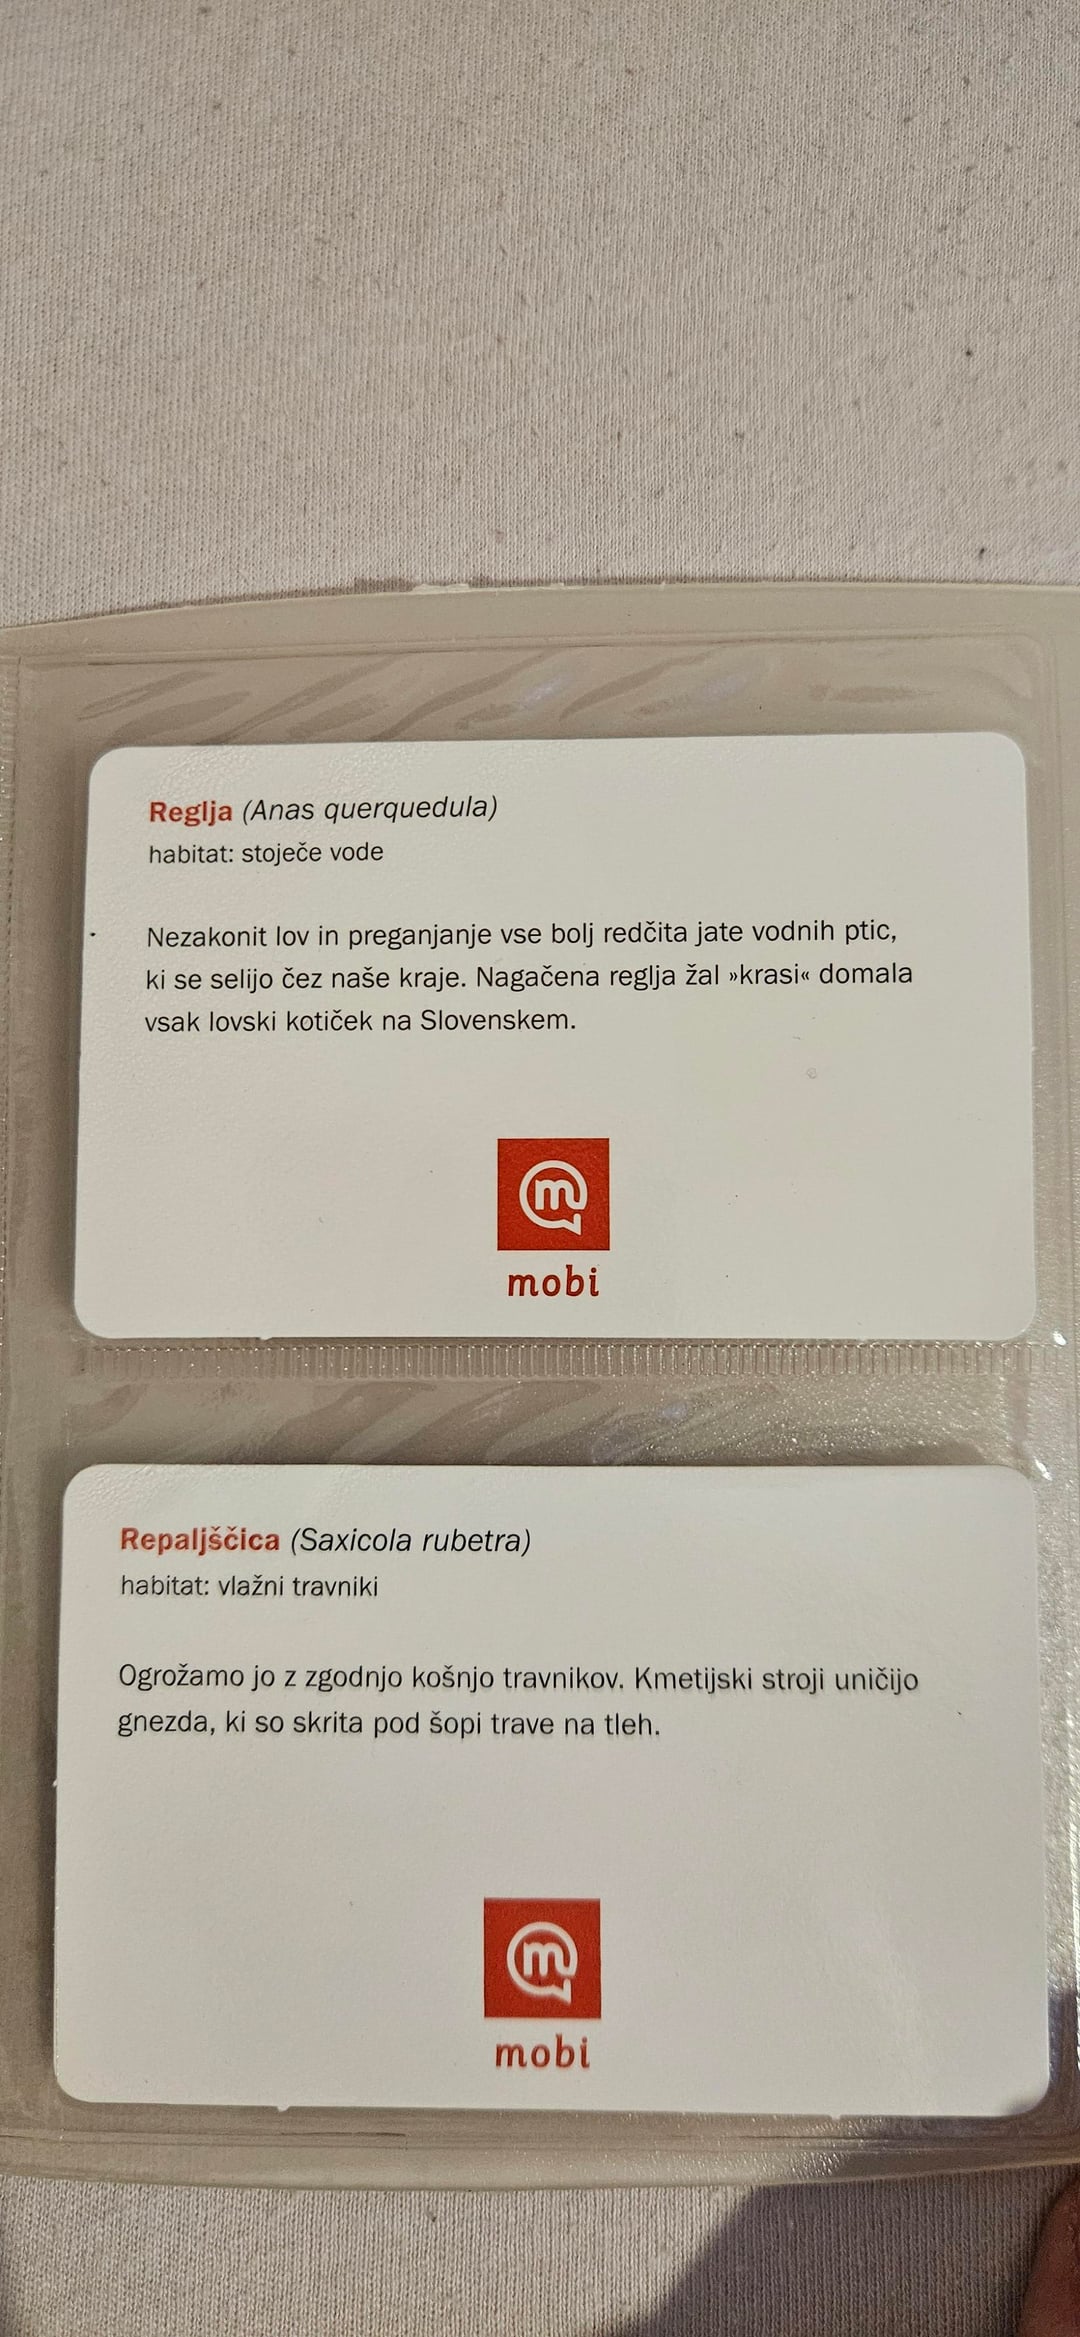 Reglja (Anas querquedula)
habitat: stoječe vode
Nezakonit lov in preganjanje vse bolj redčita jate vodnih ptic,
ki se selijo čez naše kraje. Nagačena reglja žal »krasi« domala
vsak lovski kotiček na Slovenskem.
m
mobi
Repaljščica (Saxicola rubetra)
habitat: vlažni travniki
Ogrožamo jo z zgodnjo košnjo travnikov. Kmetijski stroji uničijo
gnezda, ki so skrita pod šopi trave na tleh.
m
mobi